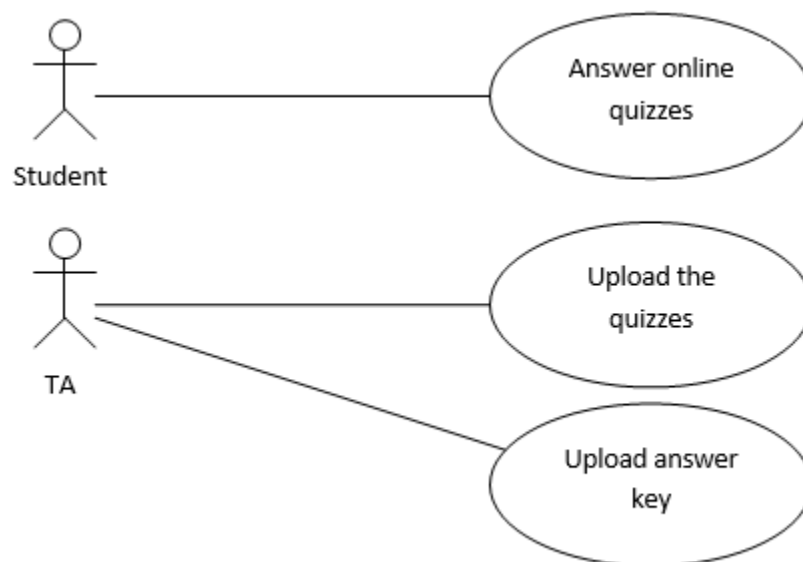 Answer online
quizzes
Student
Upload the
quizzes
TA
Upload answer
key